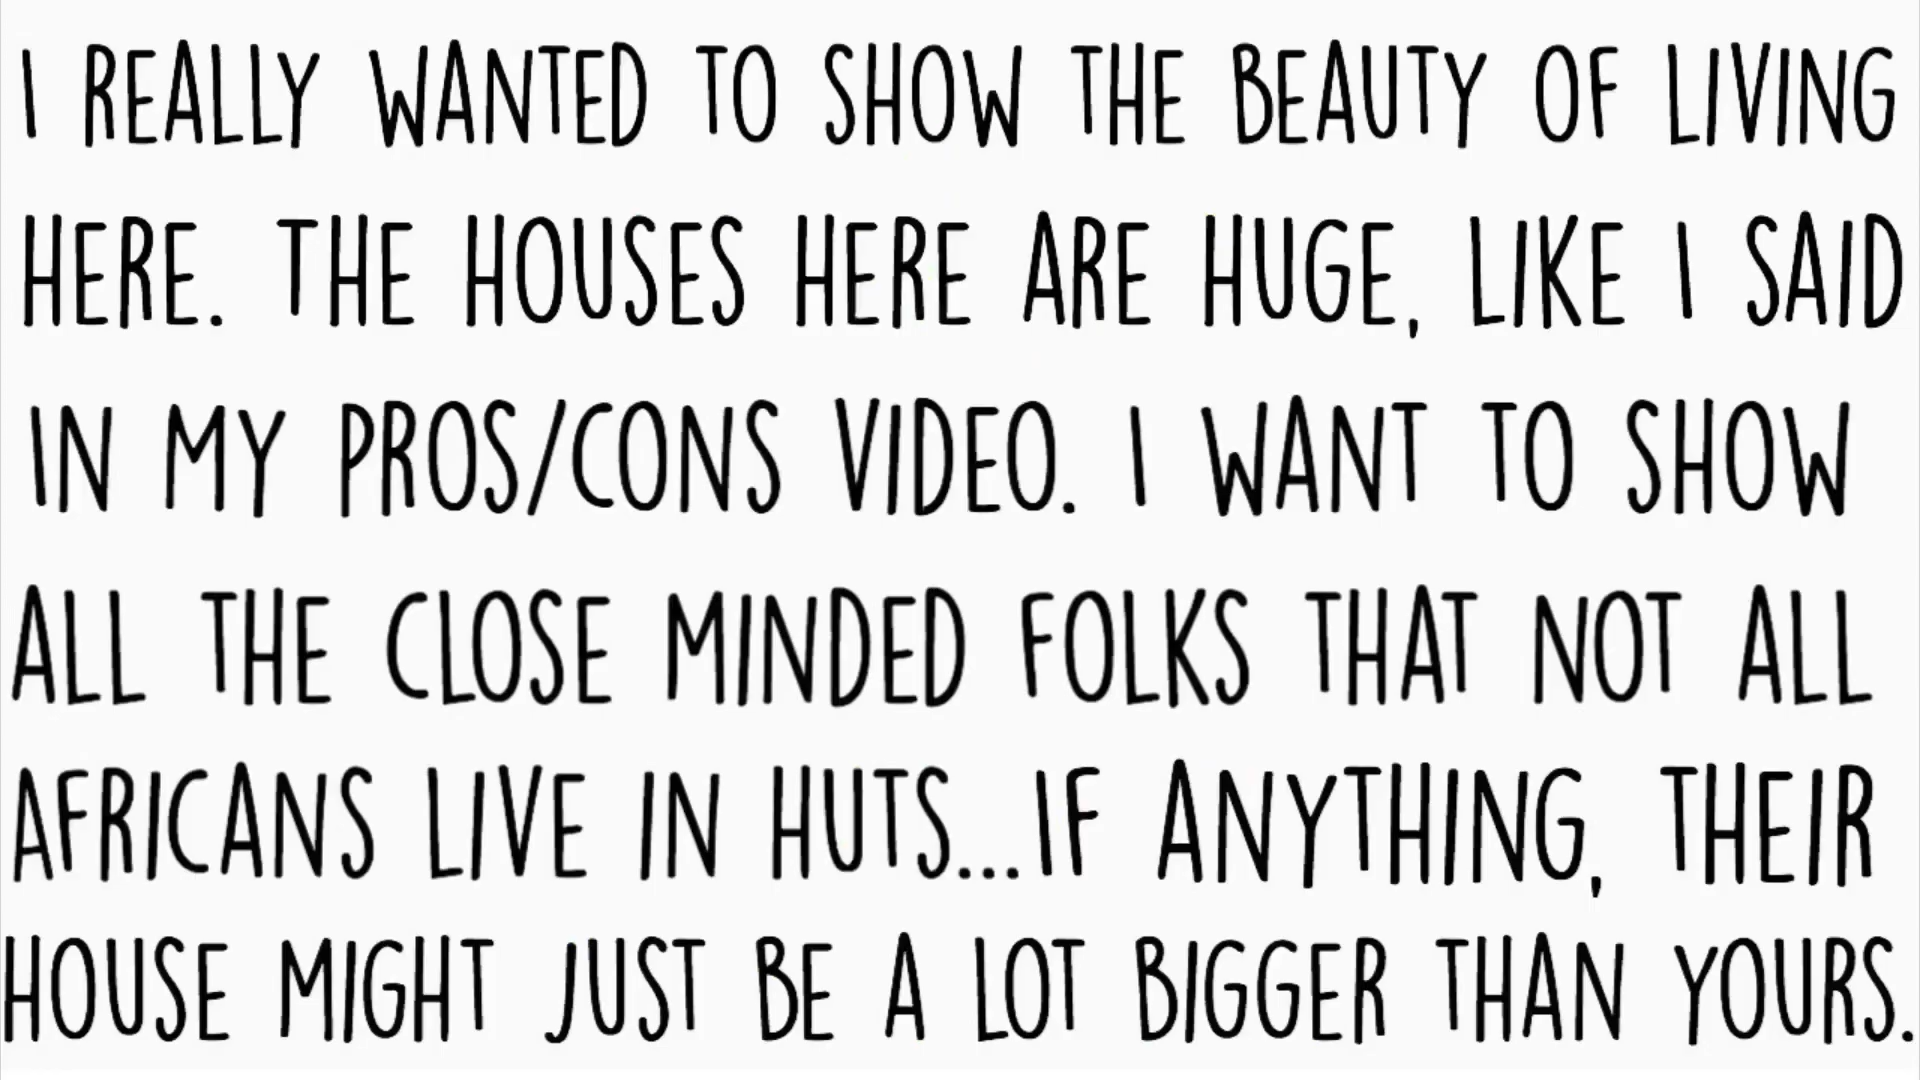 I REALLY WANTED TO SHOW THE BEAUTY OF LIVING
HERE. THE HOUSES HERE ARE HUGE, LIKE I SAID
IN MY PROS/CONS VIDEO. I WANT TO SHOW
ALL THE CLOSE MINDED FOLKS THAT NOT ALL
AFRICANS LIVE IN HUTS...IF ANYTHING, THEIR
HOUSE MIGHT JUST BE A LOT BIGGER THAN YOURS.